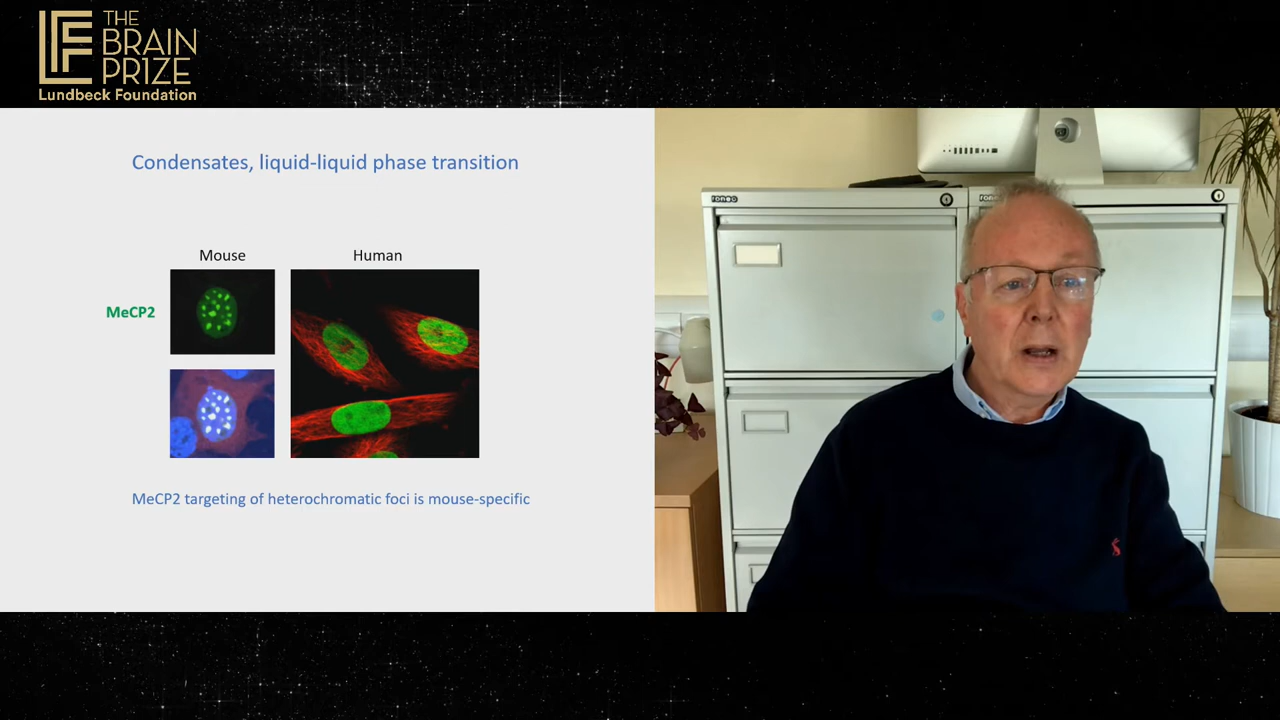 THE
BRAIN
PRIZE
Lundbeck Foundation
Condensates, liquid-liquid phase transition
Mouse
Human
MeCP2
MeCP2 targeting of heterochromatic foci is mouse-specific